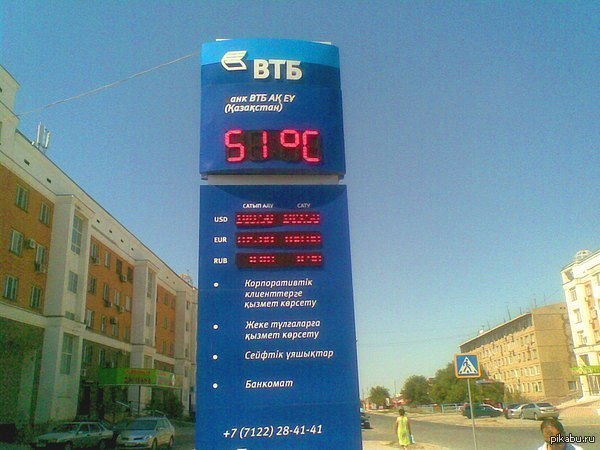 ВТБ
анк ВТБ АҚ ЕҰ
(Қазақстан)
51°C
САТЫП АЛУ САТУ
USD
EUR
RUB
• Корпоративтік
клиенттерге
қызмет көрсету
• Жеке тұлғаларға
қызмет көрсету
• Сейфтік ұяшықтар
• Банкомат
+7 (7122) 28-41-41
pikabu.ru